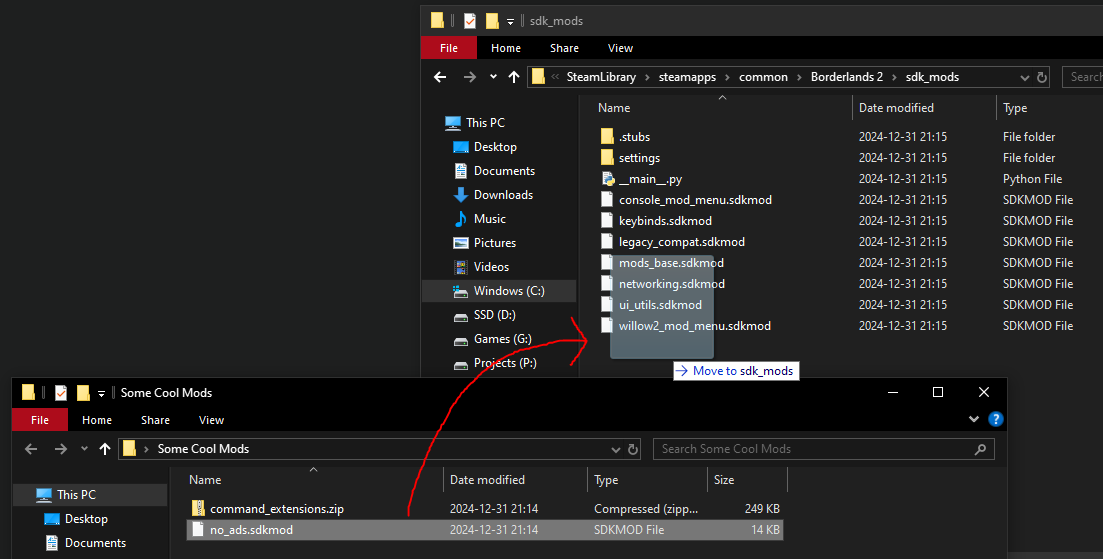 sdk_mods
File Home Share View
« SteamLibrary › steamapps › common › Borderlands 2 › sdk_mods
Search
Name Date modified Type
This PC
Desktop
Documents
Downloads
Music
Pictures
Videos
Windows (C:)
SSD (D:)
Games (G:)
Projects (P:)
.stubs 2024-12-31 21:15 File folder
settings 2024-12-31 21:15 File folder
__main__.py 2024-12-31 21:15 Python File
console_mod_menu.sdkmod 2024-12-31 21:15 SDKMOD File
keybinds.sdkmod 2024-12-31 21:15 SDKMOD File
legacy_compat.sdkmod 2024-12-31 21:15 SDKMOD File
mods_base.sdkmod 2024-12-31 21:15 SDKMOD File
networking.sdkmod 2024-12-31 21:15 SDKMOD File
ui_utils.sdkmod 2024-12-31 21:15 SDKMOD File
willow2_mod_menu.sdkmod 2024-12-31 21:15 SDKMOD File
Move to sdk_mods
Some Cool Mods
File Home Share View
› Some Cool Mods
Search Some Cool Mods
Name Date modified Type Size
This PC
Desktop
Documents
command_extensions.zip 2024-12-31 21:14 Compressed (zipp... 249 KB
no_ads.sdkmod 2024-12-31 21:14 SDKMOD File 14 KB